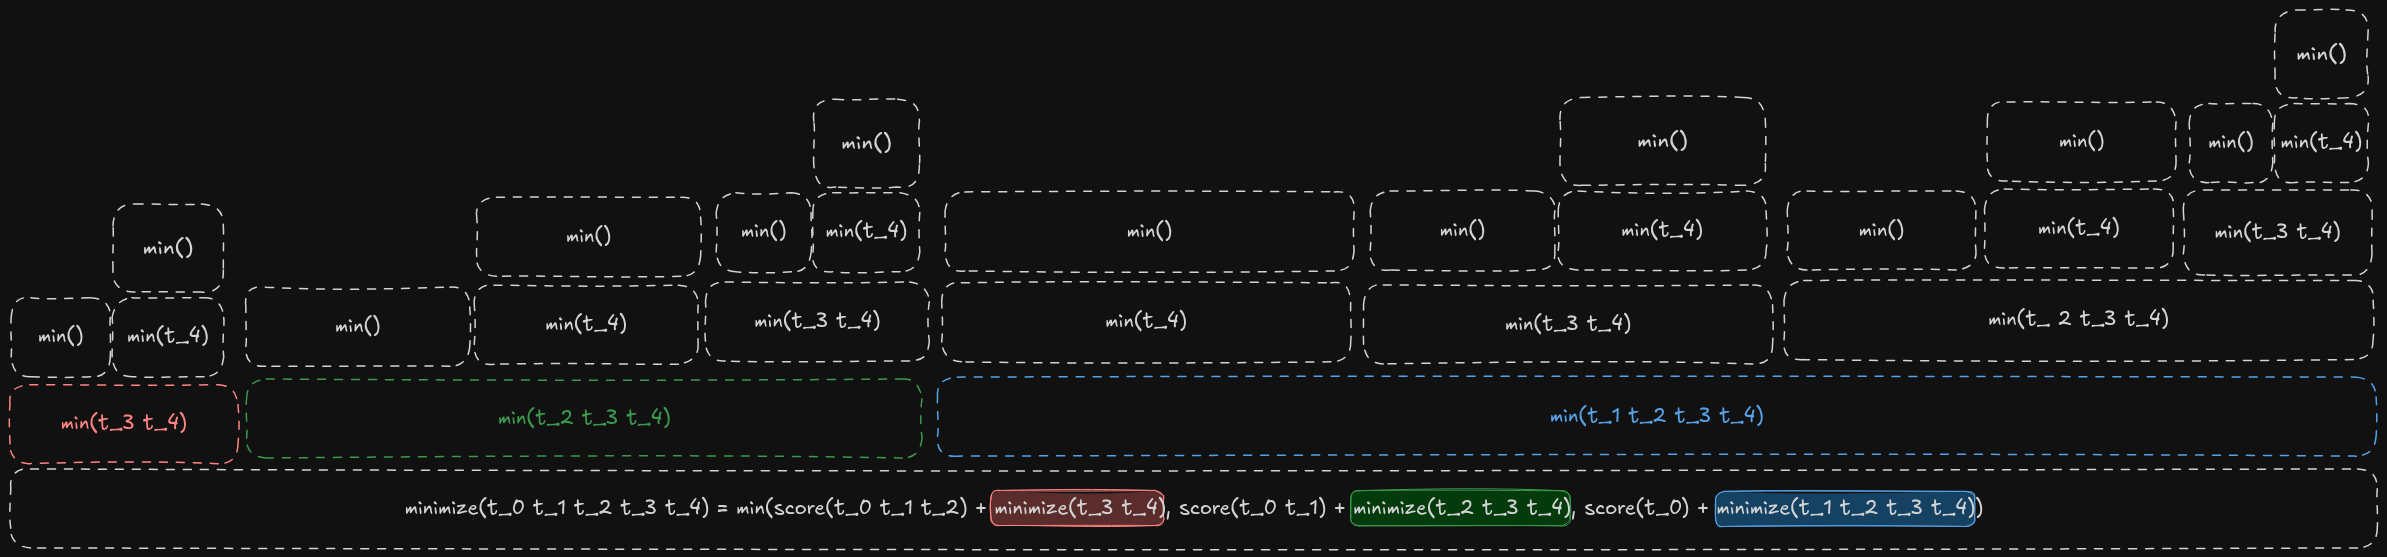 min()
min()
min()
min()
min()
min(t_4)
min()
min()
min()
min(t_4)
min()
min()
min(t_4)
min()
min(t_4)
min(t_3 t_4)
min()
min(t_4)
min()
min(t_4)
min(t_3 t_4)
min(t_4)
min(t_3 t_4)
min(t_ 2 t_3 t_4)
min(t_3 t_4)
min(t_2 t_3 t_4)
min(t_1 t_2 t_3 t_4)
minimize(t_0 t_1 t_2 t_3 t_4) = min(score(t_0 t_1 t_2) + minimize(t_3 t_4), score(t_0 t_1) + minimize(t_2 t_3 t_4), score(t_0) + minimize(t_1 t_2 t_3 t_4))